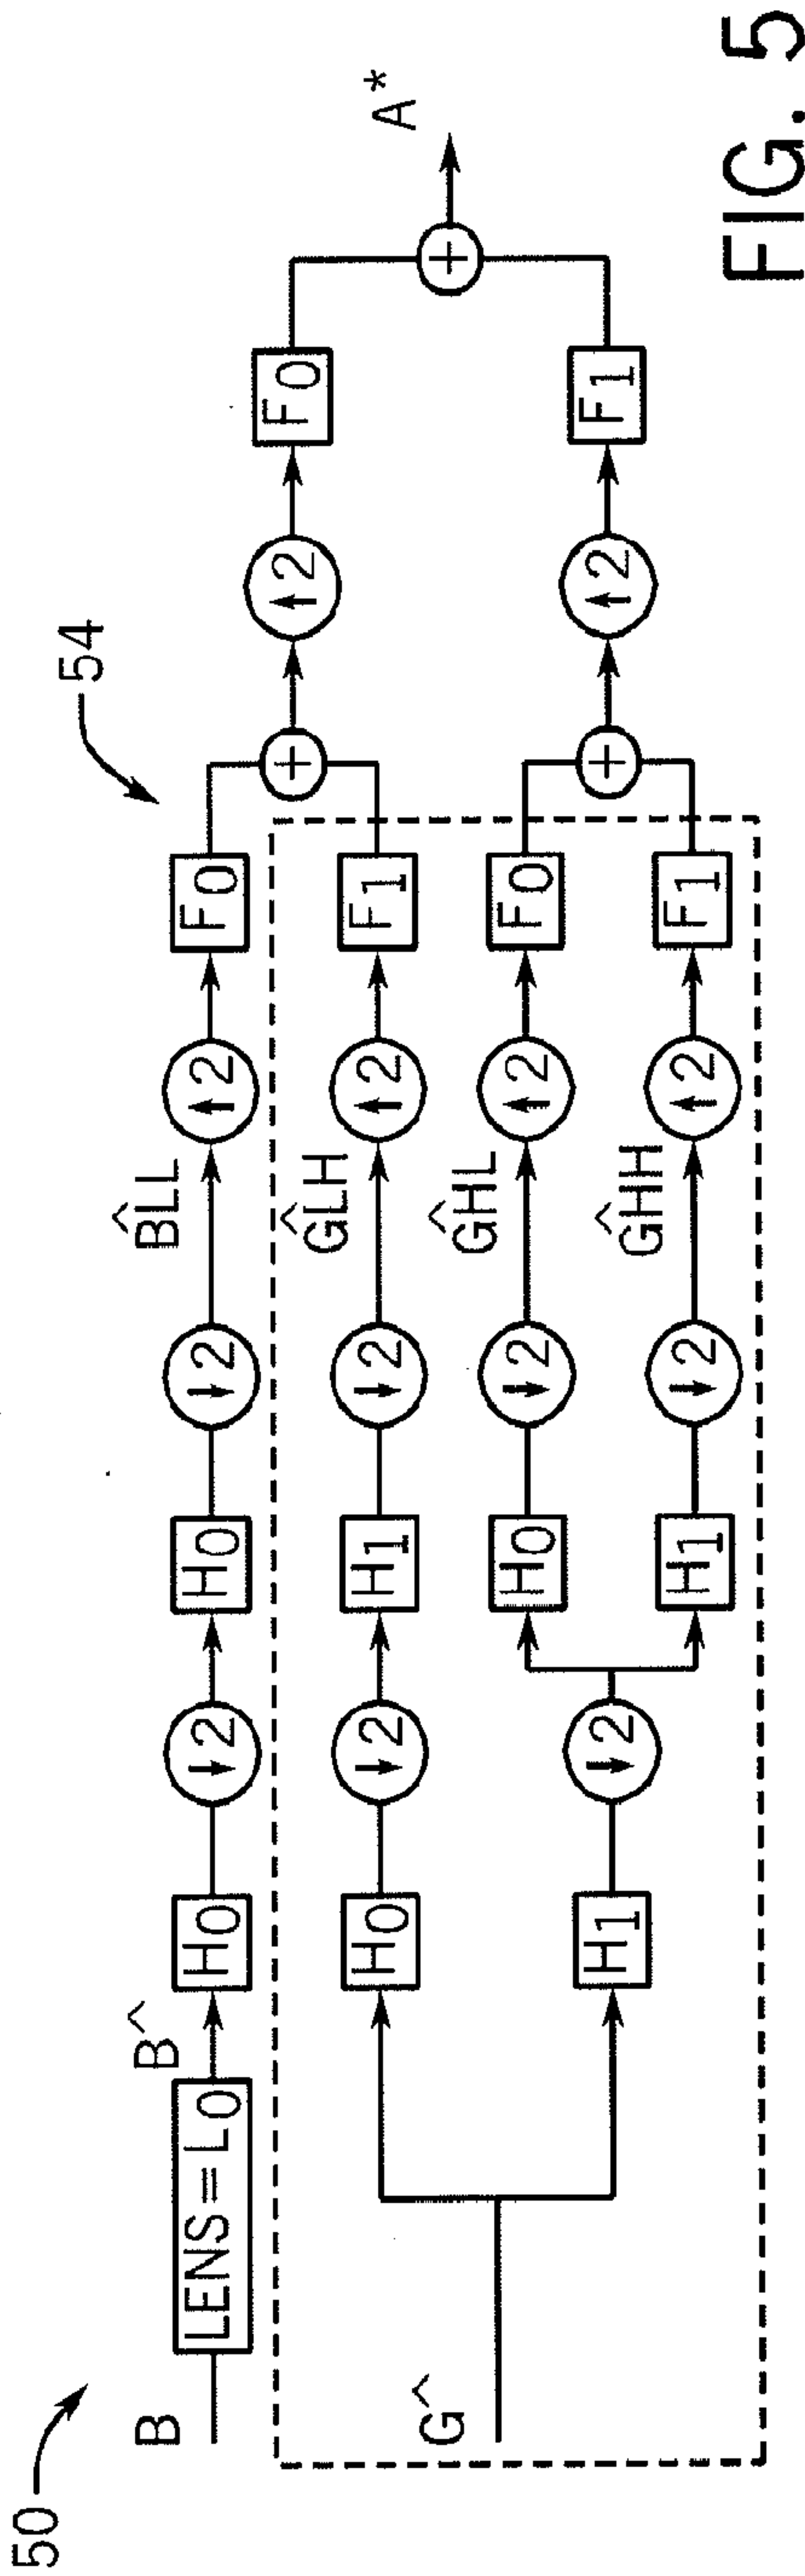 50
54
B
LENS=L0
B^
H0
↓2
H0
↓2
B̂LL
↑2
F0
+
↑2
F0
Ĝ
H0
↓2
H1
↓2
ĜLH
↑2
F1
+
A*
H1
↓2
H0
↓2
ĜHL
↑2
F0
+
↑2
F1
H1
↓2
ĜHH
↑2
F1
FIG. 5